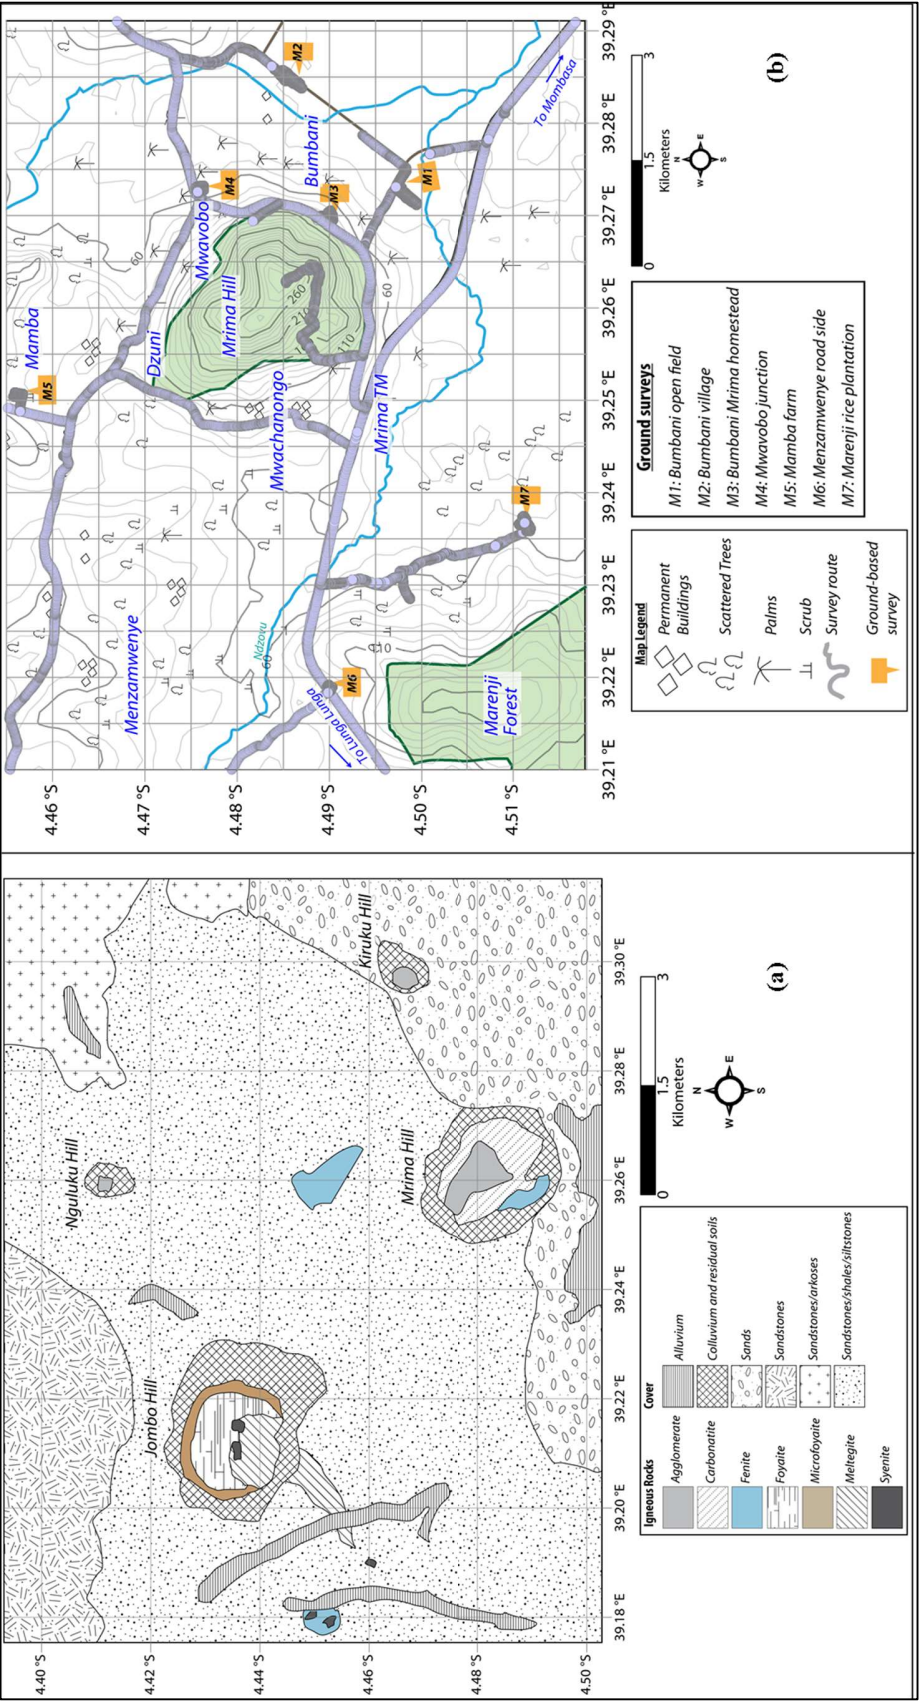 4.40 °S
4.42 °S
4.44 °S
4.46 °S
4.48 °S
4.50 °S
39.18 °E
39.20 °E
39.22 °E
39.24 °E
39.26 °E
39.28 °E
39.30 °E
Jombo Hill
Nguluku Hill
Mrima Hill
Kiruku Hill
Igneous Rocks
Agglomerate
Carbonatite
Fenite
Foyaite
Microfoyaite
Meltegite
Syenite
Cover
Alluvium
Colluvium and residual soils
Sands
Sandstones
Sandstones/arkoses
Sandstones/shales/siltstones
0
1.5
3
Kilometers
N
W
E
S
(a)
4.46 °S
4.47 °S
4.48 °S
4.49 °S
4.50 °S
4.51 °S
39.21 °E
39.22 °E
39.23 °E
39.24 °E
39.25 °E
39.26 °E
39.27 °E
39.28 °E
39.29 °E
Menzamwenye
Mamba
M5
Dzuni
Mwavobo
M4
Mrima Hill
Mwachanongo
Bumbani
M2
M3
M1
Mrima TM
Ndzovu
60
60
60
260
210
110
M6
To Lunga Lunga
M7
Marenji
Forest
To Mombasa
Map Legend
Permanent
Buildings
Scattered Trees
Palms
Scrub
Survey route
Ground-based
survey
Ground surveys
M1: Bumbani open field
M2: Bumbani village
M3: Bumbani Mrima homestead
M4: Mwavobo junction
M5: Mamba farm
M6: Menzamwenye road side
M7: Marenji rice plantation
0
1.5
3
Kilometers
N
W
E
S
(b)